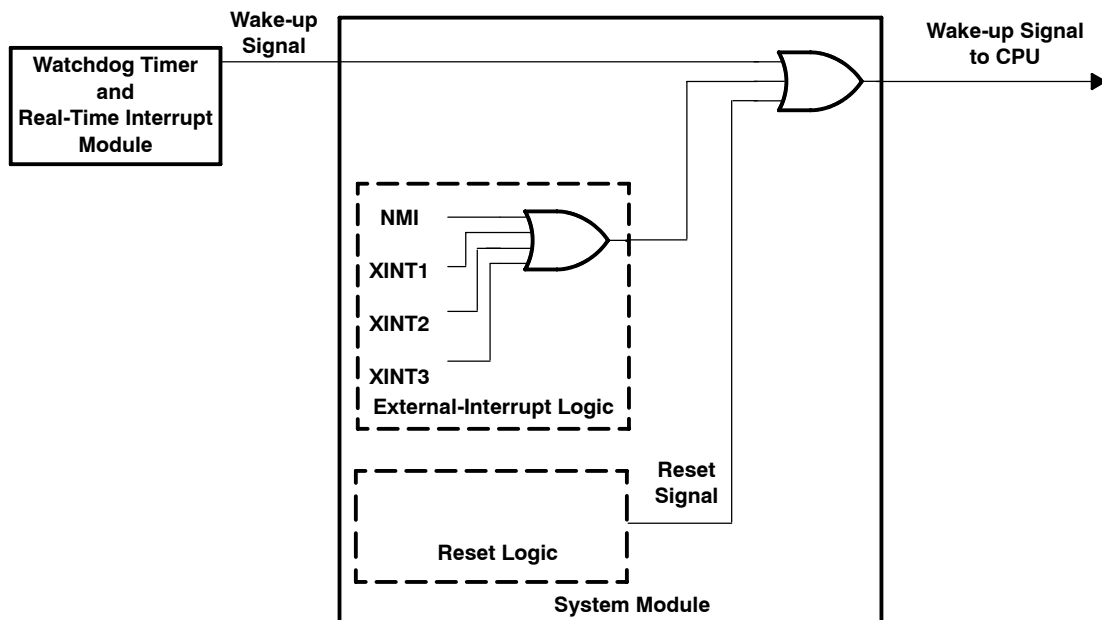 Wake-up
Signal
Watchdog Timer
and
Real-Time Interrupt
Module
Wake-up Signal
to CPU
NMI
XINT1
XINT2
XINT3
External-Interrupt Logic
Reset
Signal
Reset Logic
System Module